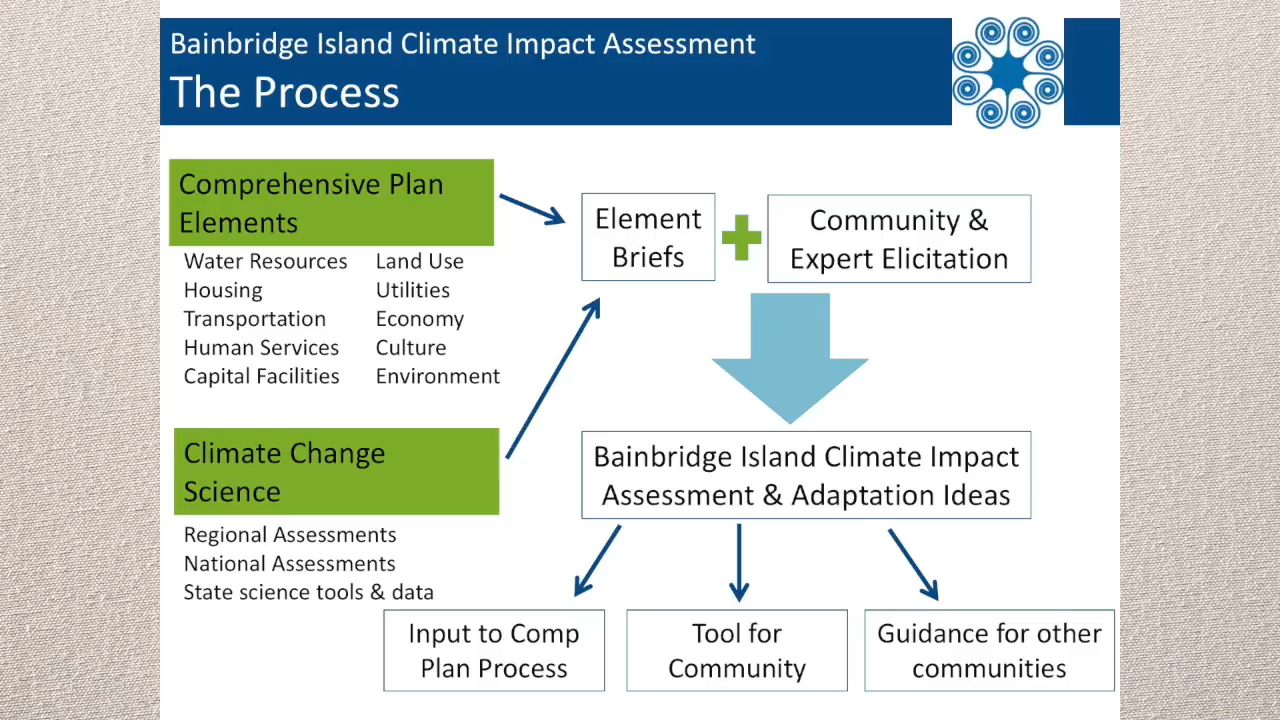 Bainbridge Island Climate Impact Assessment
The Process
Comprehensive Plan
Elements
Water Resources
Housing
Transportation
Human Services
Capital Facilities
Land Use
Utilities
Economy
Culture
Environment
Climate Change
Science
Regional Assessments
National Assessments
State science tools & data
Element
Briefs
Community &
Expert Elicitation
Bainbridge Island Climate Impact
Assessment & Adaptation Ideas
Input to Comp
Plan Process
Tool for
Community
Guidance for other
communities